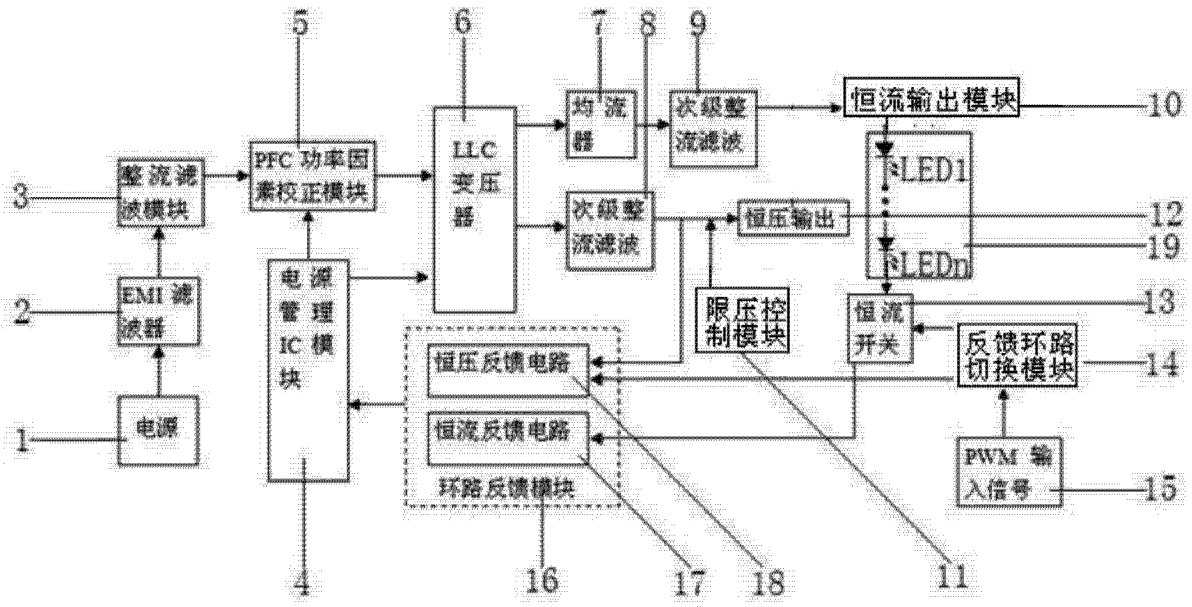 5
6
7
8
9
10
均流
器
次级整
流滤波
恒流输出模块
PFC 功率因
素校正模块
LLC
变压
器
LED1
整流滤
波模块
3
次级整
流滤波
恒压输出
12
19
LEDn
EMI 滤
波器
2
电源
管理
IC模
块
限压控
制模块
恒流
开关
13
恒压反馈电路
反馈环路
切换模块
14
电源
1
恒流反馈电路
环路反馈模块
PWM 输
入信号
15
4
16
17
18
11